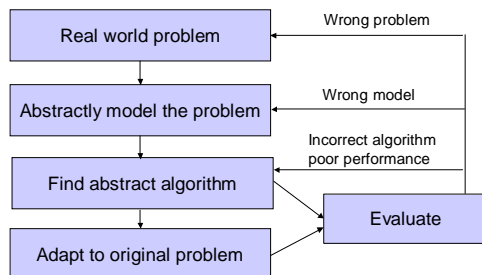 Wrong problem
Real world problem
Wrong model
Abstractly model the problem
Incorrect algorithm
poor performance
Find abstract algorithm
Evaluate
Adapt to original problem